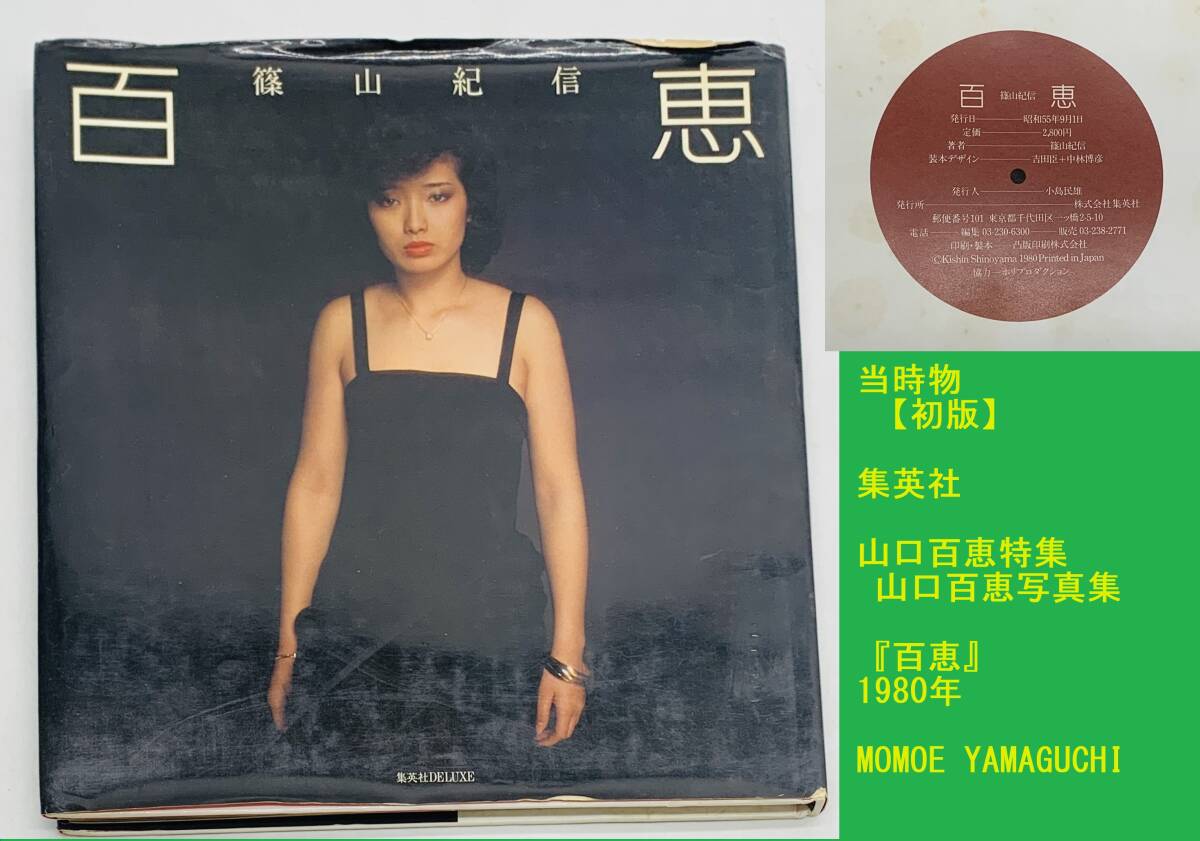 百 篠山紀信 恵
集英社DELUXE
百 篠山紀信 恵
発行日―――昭和55年9月1日
定価―――2,800円
著者―――篠山紀信
装本デザイン―――吉田臣+中林博彦
発行人―――小島民雄
発行所―――株式会社集英社
郵便番号101 東京都千代田区一ッ橋2-5-10
電話――編集 03-230-6300――販売 03-238-2771
印刷・製本――凸版印刷株式会社
©Kishin Shinoyama 1980 Printed in Japan
協力―ホリプロダクション
当時物
【初版】
集英社
山口百恵特集
山口百恵写真集
『百恵』
1980年
MOMOE YAMAGUCHI